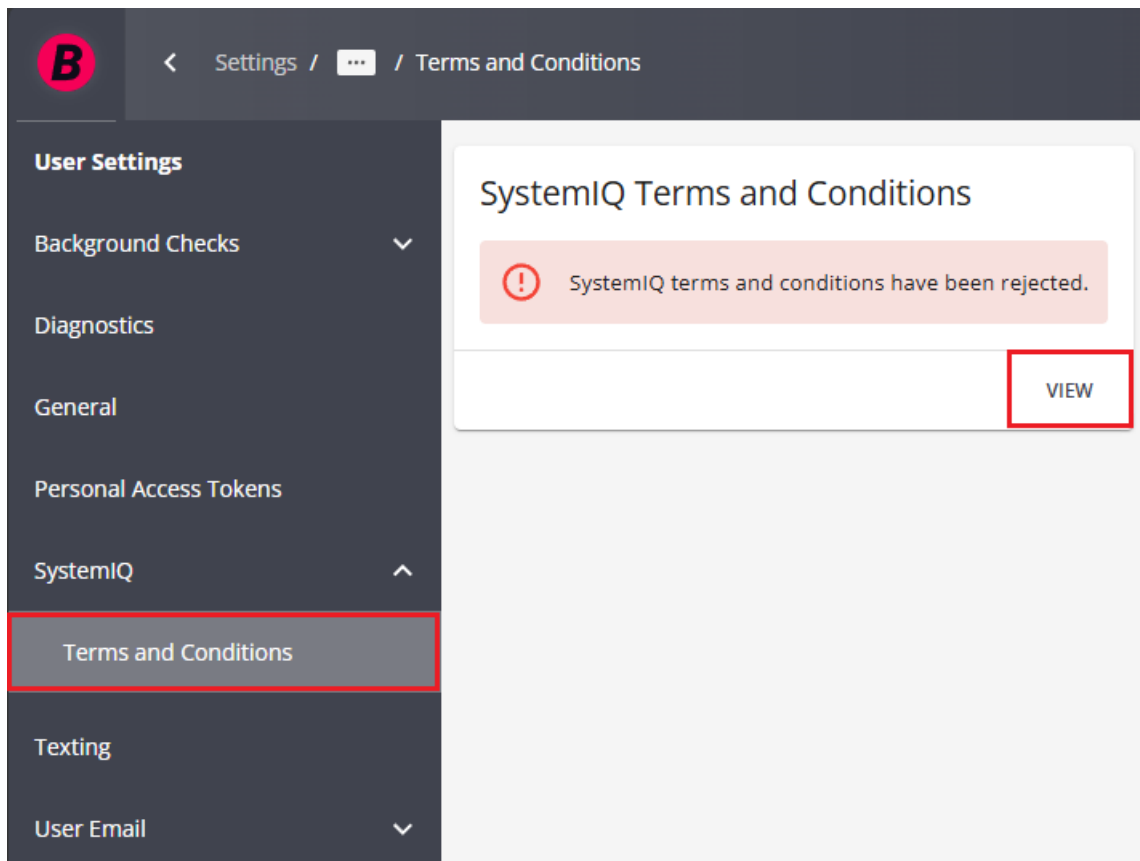 B
Settings / ... / Terms and Conditions
User Settings
Background Checks
Diagnostics
General
Personal Access Tokens
SystemIQ
Terms and Conditions
Texting
User Email
SystemIQ Terms and Conditions
SystemIQ terms and conditions have been rejected.
VIEW